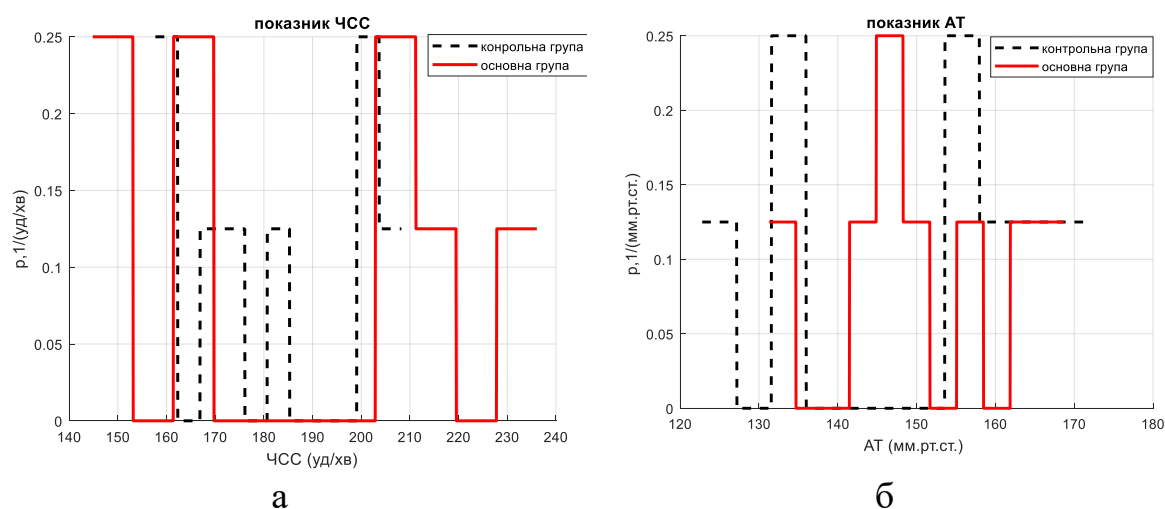 показник ЧСС
конрольна група
основна група
0.25
0.2
0.15
0.1
0.05
0
р,1/(уд/хв)
140 150 160 170 180 190 200 210 220 230 240
ЧСС (уд/хв)
а
показник АТ
контрольна група
основна група
0.25
0.2
0.15
0.1
0.05
0
р,1/(мм.рт.ст.)
120 130 140 150 160 170 180
АТ (мм.рт.ст.)
б